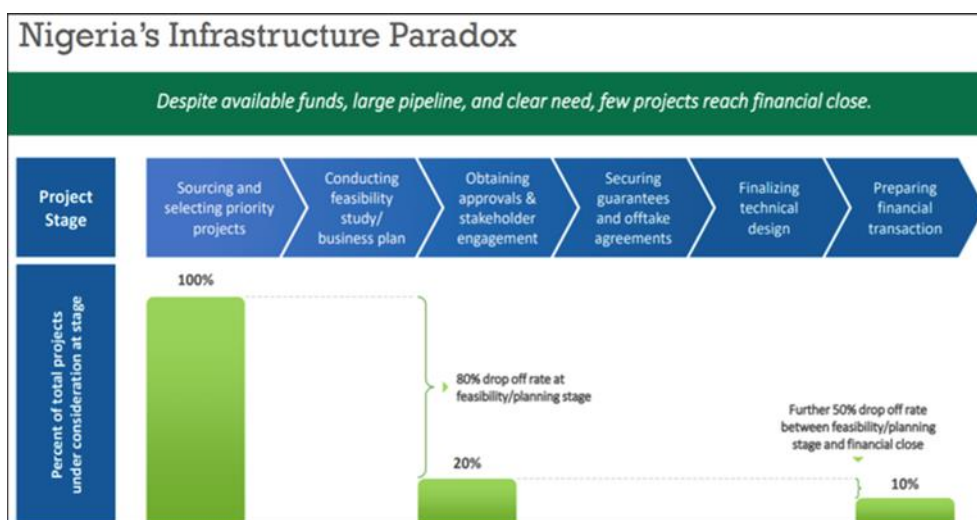 Nigeria's Infrastructure Paradox
Despite available funds, large pipeline, and clear need, few projects reach financial close.
Project
Stage
Sourcing and
selecting priority
projects
Conducting
feasibility
study/
business plan
Obtaining
approvals &
stakeholder
engagement
Securing
guarantees
and offtake
agreements
Finalizing
technical
design
Preparing
financial
transaction
Percent of total projects
under consideration at stage
100%
80% drop off rate at
feasibility/planning stage
20%
Further 50% drop off rate
between feasibility/planning
stage and financial close
10%